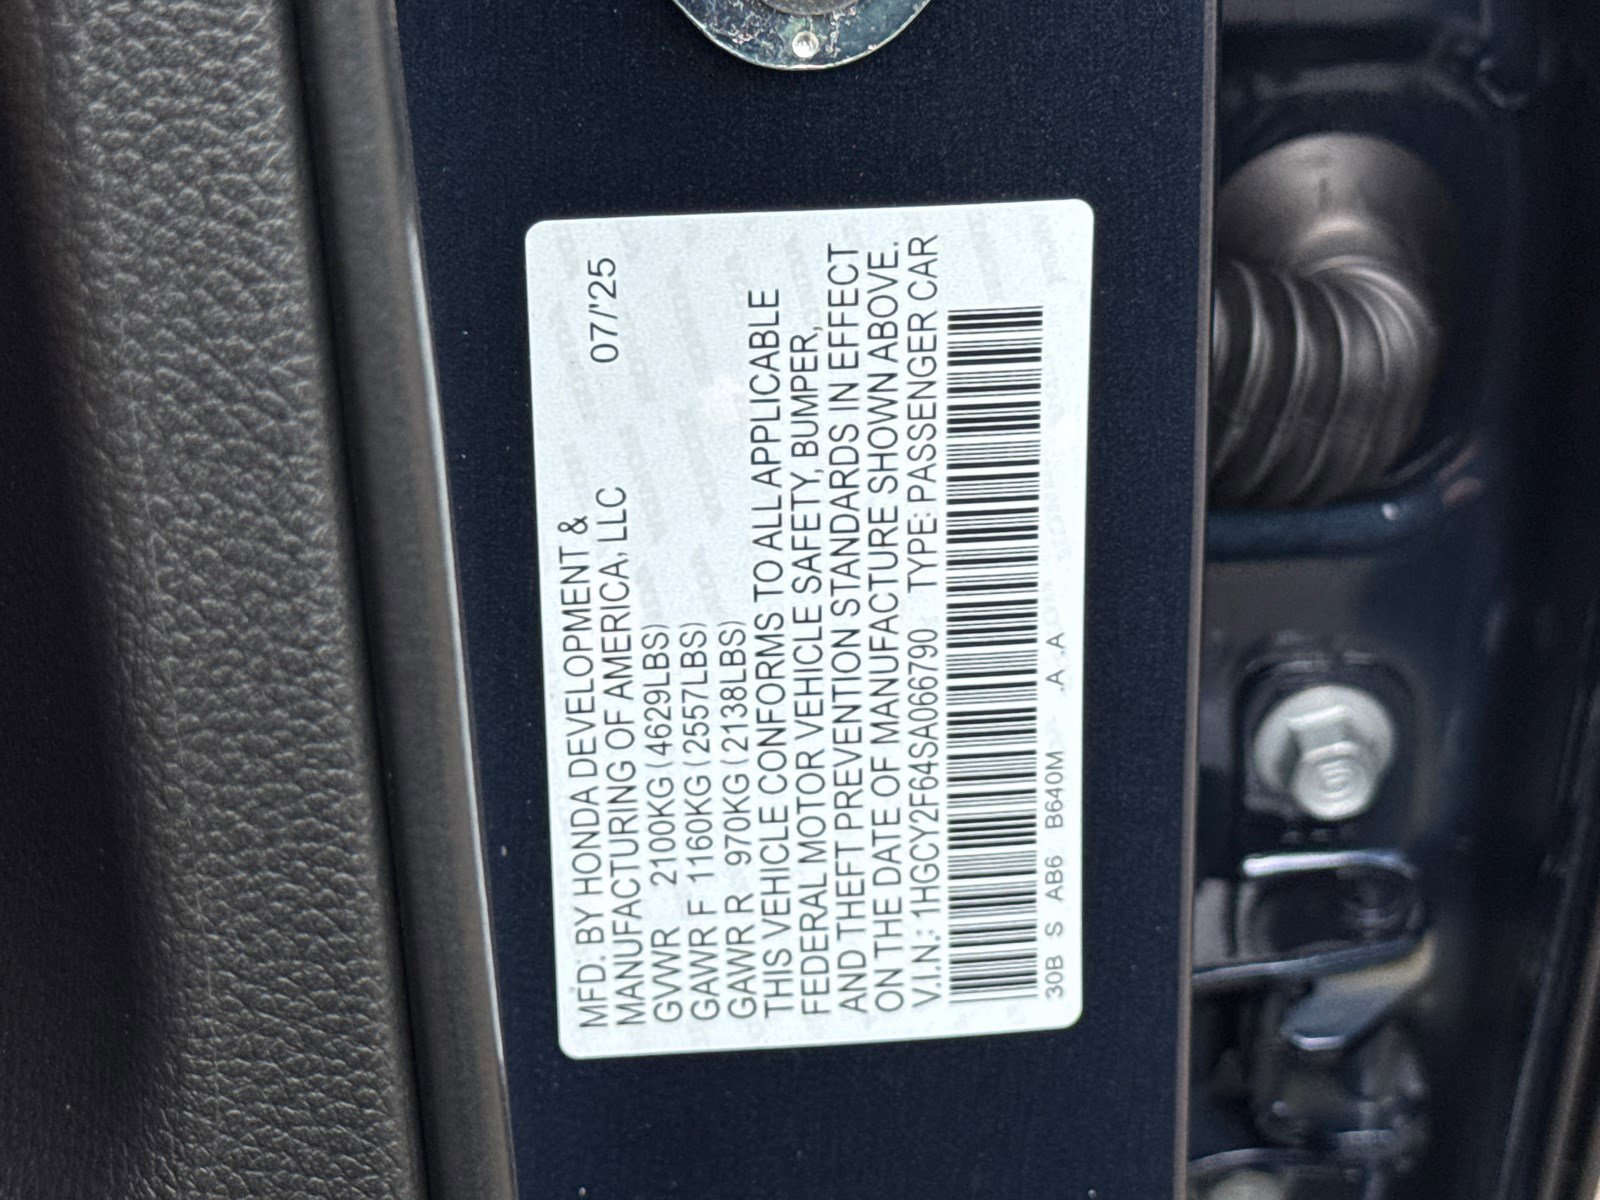 MFD. BY HONDA DEVELOPMENT &
MANUFACTURING OF AMERICA, LLC 07/'25
GVWR 2100KG (4629LBS)
GAWR F 1160KG (2557LBS)
GAWR R 970KG (2138LBS)
THIS VEHICLE CONFORMS TO ALL APPLICABLE
FEDERAL MOTOR VEHICLE SAFETY, BUMPER,
AND THEFT PREVENTION STANDARDS IN EFFECT
ON THE DATE OF MANUFACTURE SHOWN ABOVE.
V.I.N.: 1HGCY2F64SA066790 TYPE: PASSENGER CAR
30B S AB6 B640M A A